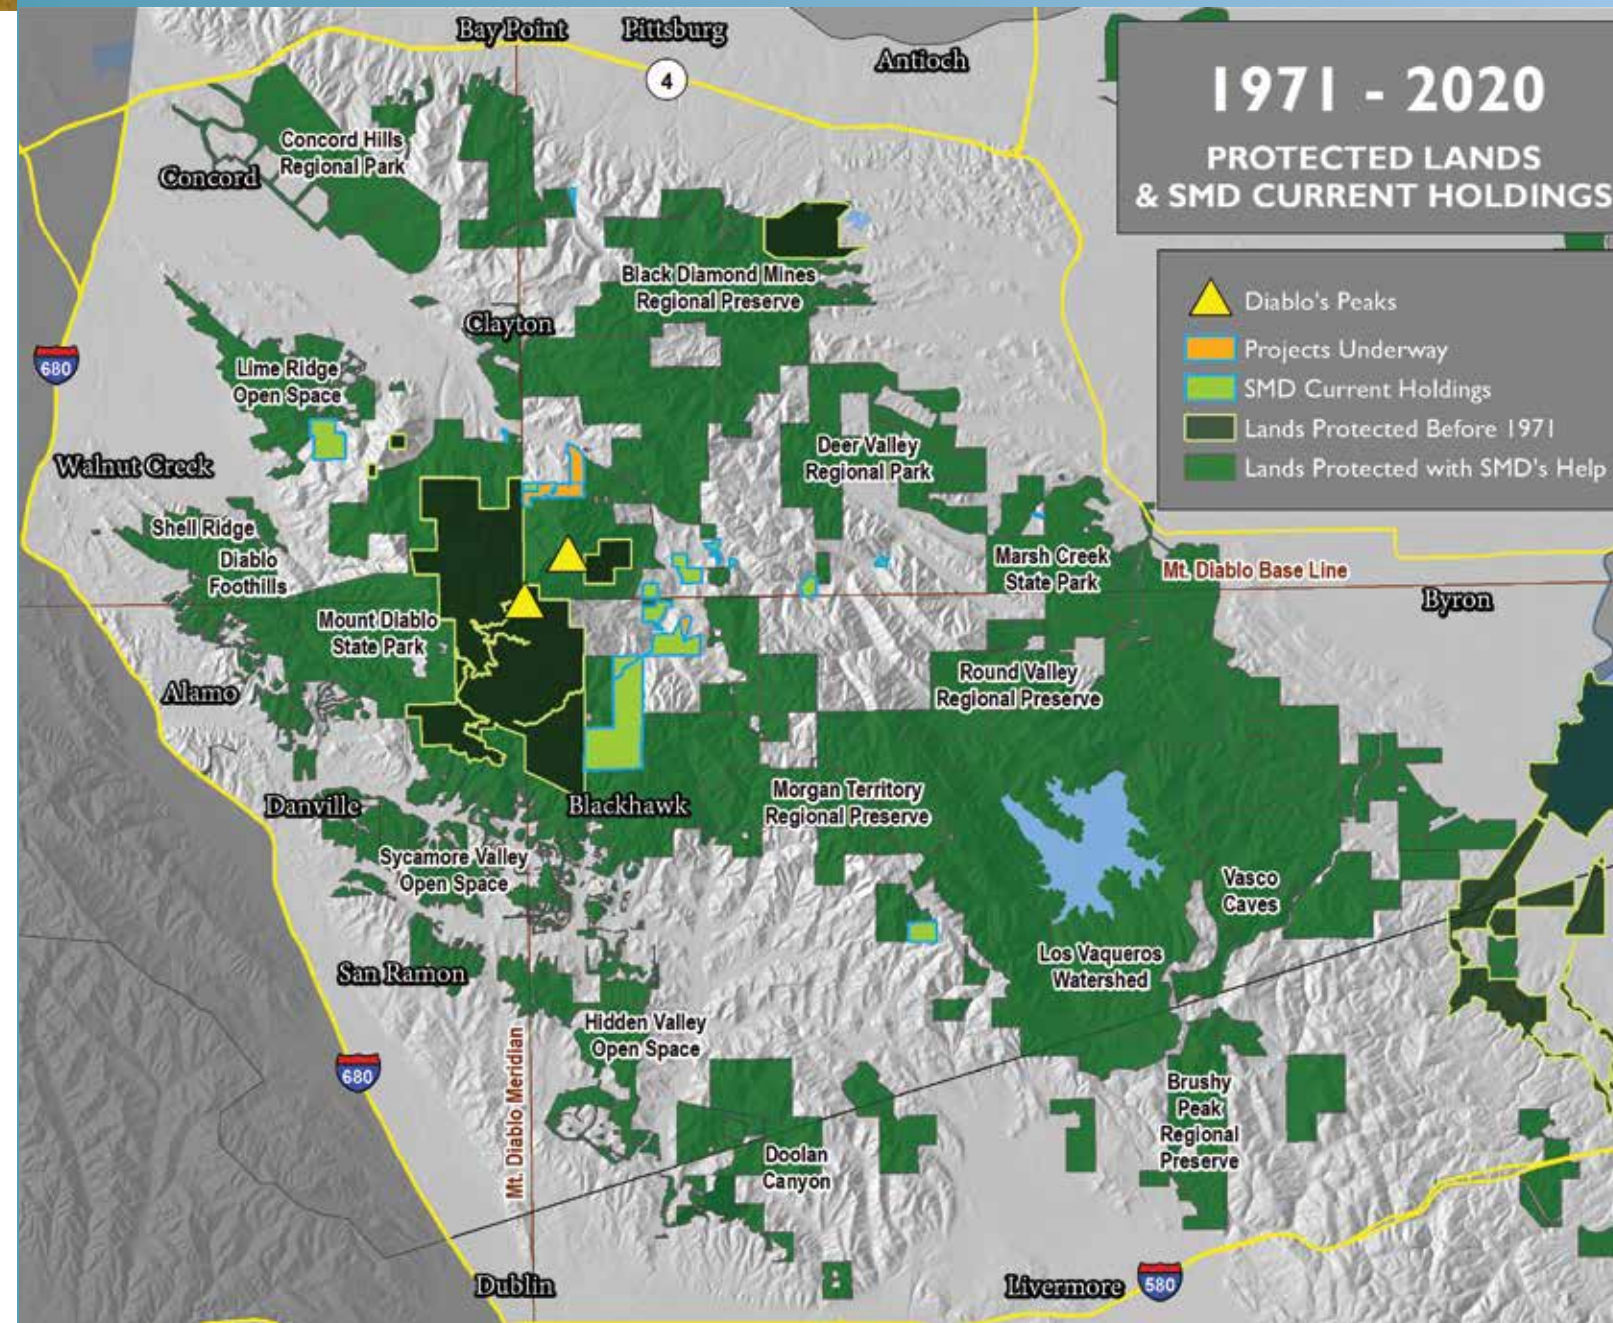 Bay Point
Pittsburg
Antioch
4
1971 - 2020
PROTECTED LANDS
& SMD CURRENT HOLDINGS
Diablo's Peaks
Projects Underway
SMD Current Holdings
Lands Protected Before 1971
Lands Protected with SMD's Help
Concord Hills
Regional Park
Concord
Black Diamond Mines
Regional Preserve
Clayton
680
Lime Ridge
Open Space
Walnut Creek
Deer Valley
Regional Park
Shell Ridge
Diablo
Foothills
Marsh Creek
State Park
Mt. Diablo Base Line
Byron
Mount Diablo
State Park
Alamo
Round Valley
Regional Preserve
Danville
Blackhawk
Morgan Territory
Regional Preserve
Sycamore Valley
Open Space
Vasco
Caves
San Ramon
Los Vaqueros
Watershed
Hidden Valley
Open Space
680
Mt. Diablo Meridian
Brushy
Peak
Regional
Preserve
Doolan
Canyon
Dublin
Livermore
580